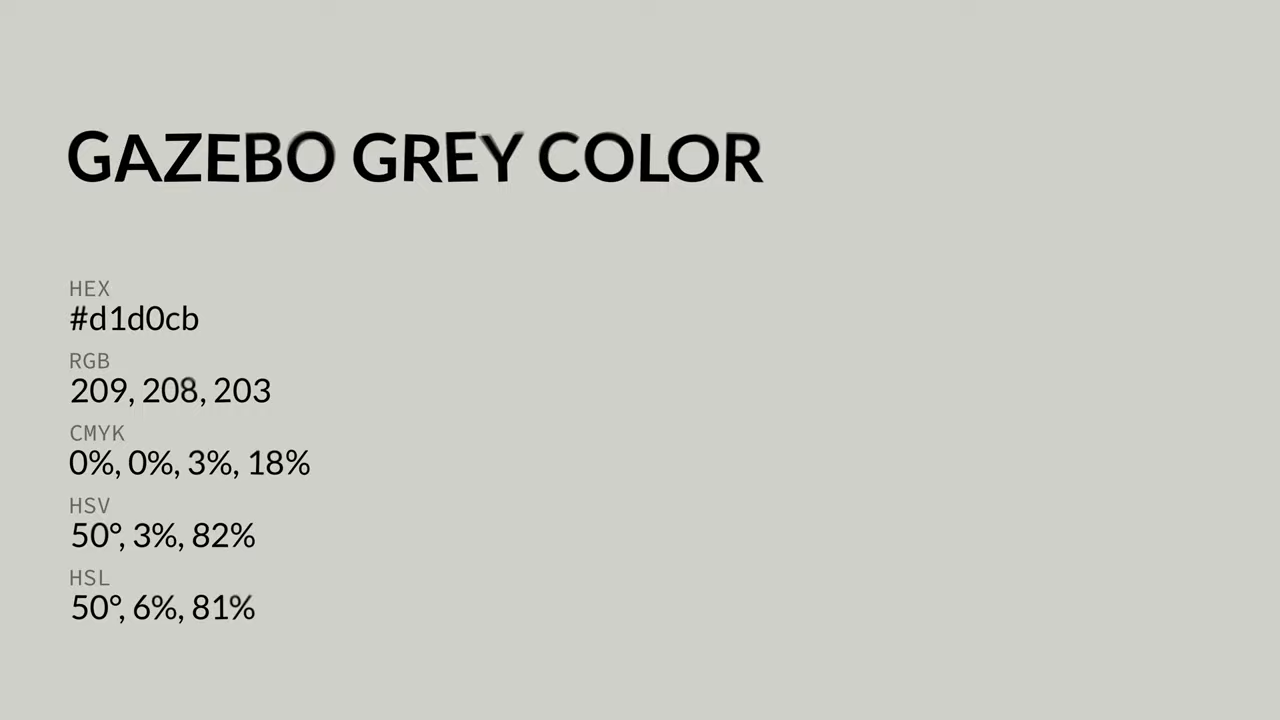 GAZEBO GREY COLOR
HEX
#d1d0cb
RGB
209, 208, 203
CMYK
0%, 0%, 3%, 18%
HSV
50°, 3%, 82%
HSL
50°, 6%, 81%